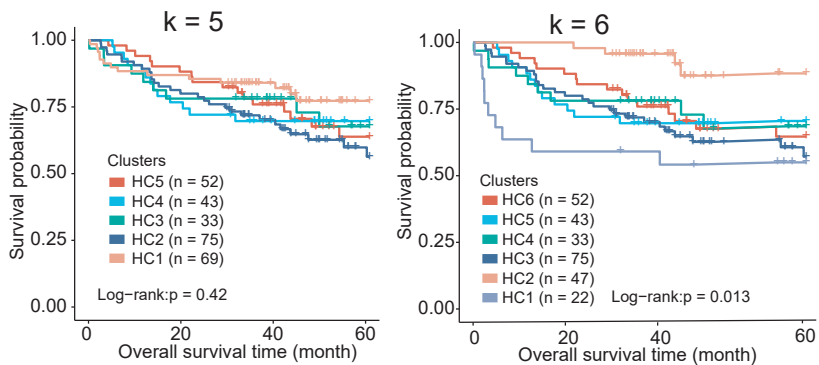 k = 5
1.00
0.75
0.50
0.25
0.00
Survival probability
Clusters
HC5 (n = 52)
HC4 (n = 43)
HC3 (n = 33)
HC2 (n = 75)
HC1 (n = 69)
Log−rank:p = 0.42
0
20
40
60
Overall survival time (month)
k = 6
1.00
0.75
0.50
0.25
0.00
Survival probability
Clusters
HC6 (n = 52)
HC5 (n = 43)
HC4 (n = 33)
HC3 (n = 75)
HC2 (n = 47)
HC1 (n = 22)
Log−rank:p = 0.013
0
20
40
60
Overall survival time (month)